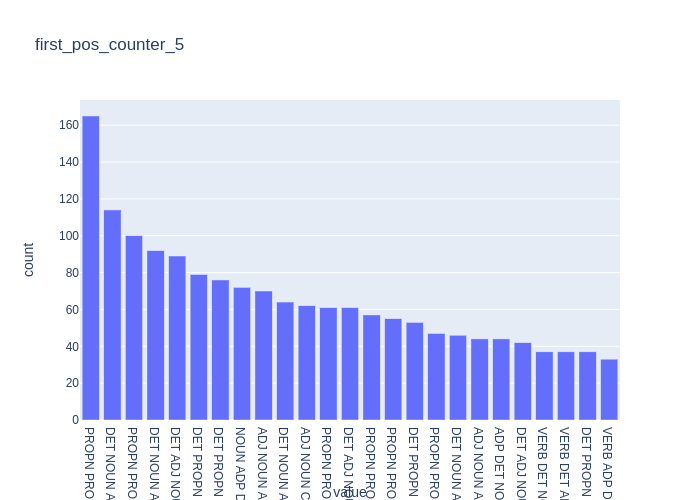 first_pos_counter_5
count
160
140
120
100
80
60
40
20
0
PROPN PRO
DET NOUN A
PROPN PRO
DET NOUN A
DET ADJ NO
DET PROPN
DET PROPN
NOUN ADP D
ADJ NOUN A
DET NOUN A
ADJ NOUN C
PROPN PRO
DET ADJ
PROPN PRO
PROPN PRO
DET PROPN
PROPN PRO
DET NOUN A
ADJ NOUN A
ADP DET NO
DET ADJ NO
VERB DET N
VERB DET A
DET PROPN
VERB ADP D
value